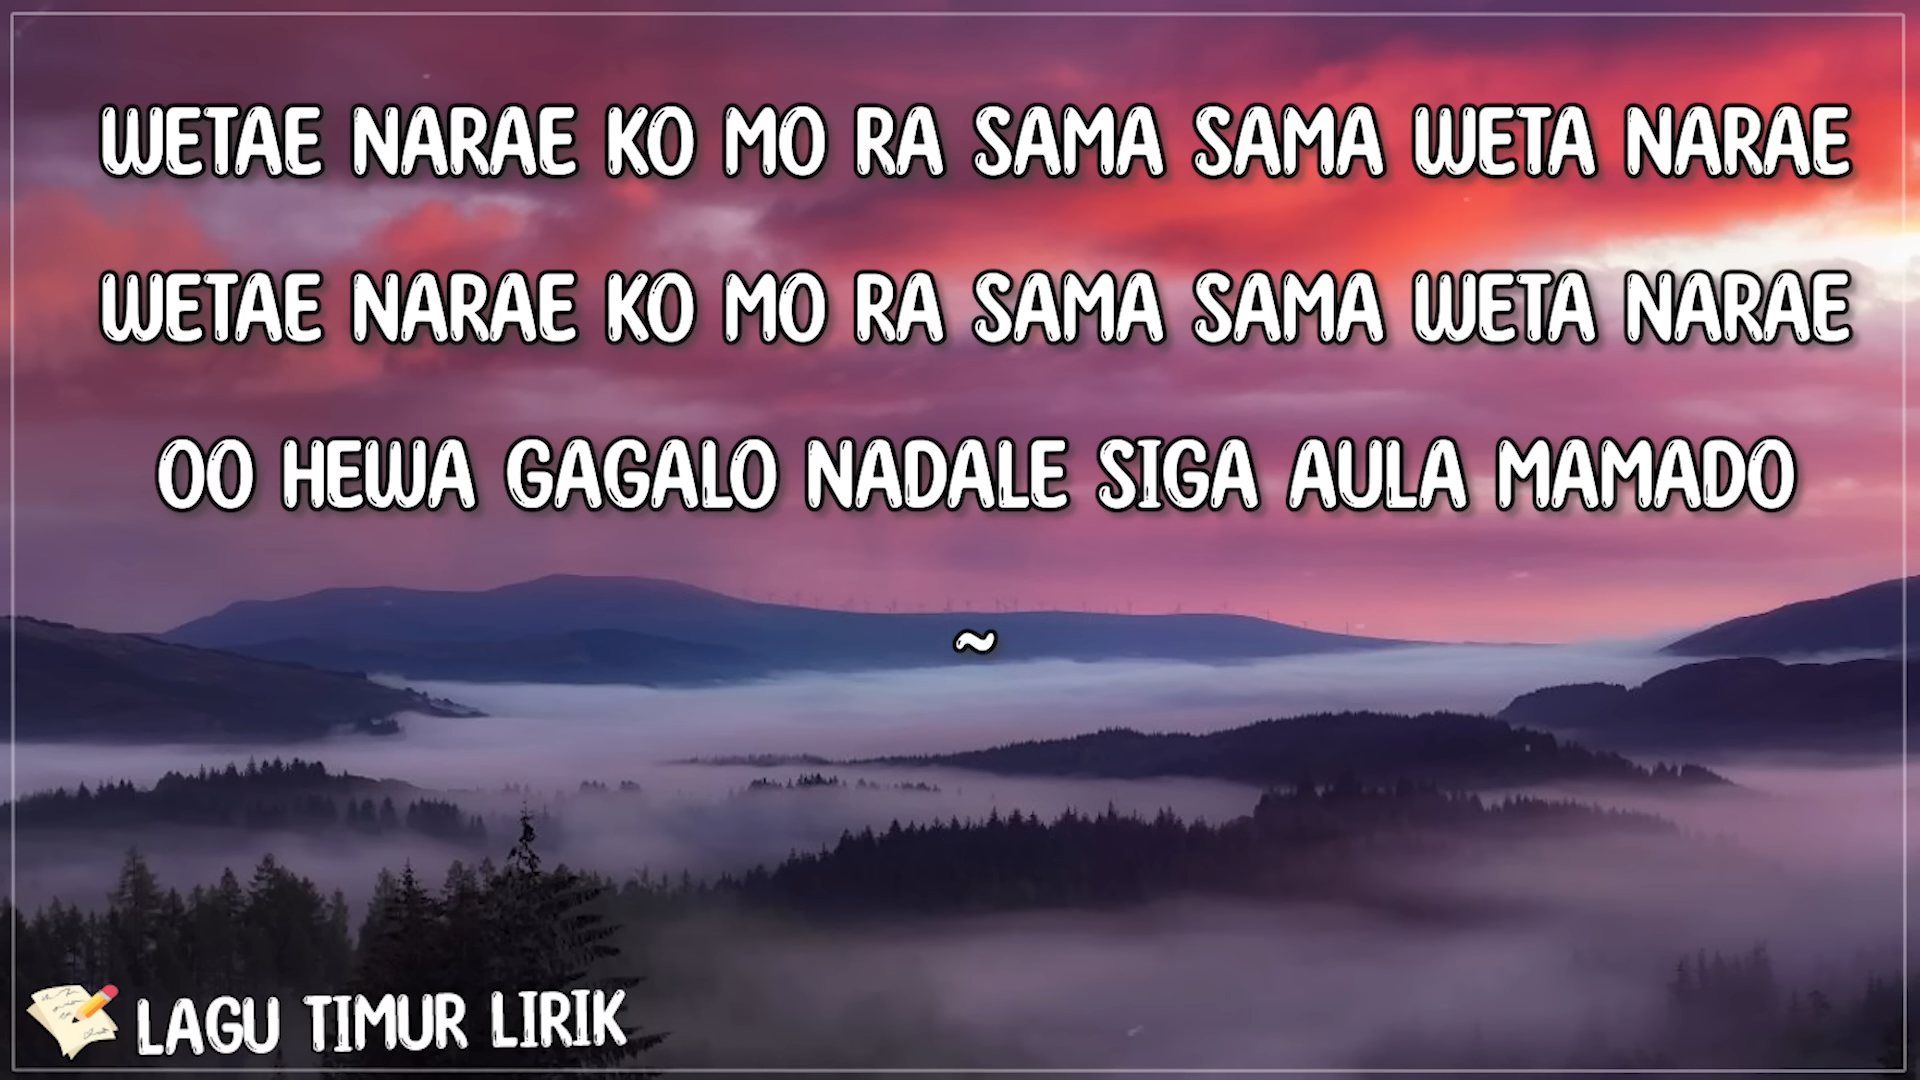 WETAE NARAE KO MO RA SAMA SAMA WETA NARAE
WETAE NARAE KO MO RA SAMA SAMA WETA NARAE
OO HEWA GAGALO NADALE SIGA AULA MAMADO
~
LAGU TIMUR LIRIK